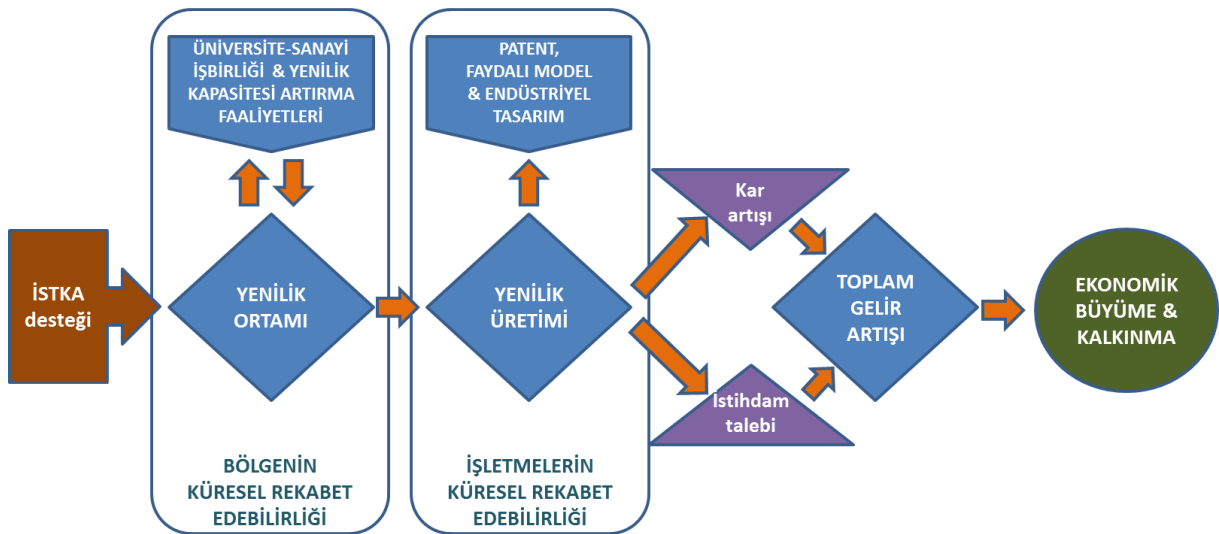 İSTKA
desteği
ÜNİVERSİTE-SANAYİ
İŞBİRLİĞİ & YENİLİK
KAPASİTESİ ARTIRMA
FAALİYETLERİ
YENİLİK
ORTAMI
BÖLGENİN
KÜRESEL REKABET
EDEBİLİRLİĞİ
PATENT,
FAYDALI MODEL
& ENDÜSTRİYEL
TASARIM
YENİLİK
ÜRETİMİ
İŞLETMELERİN
KÜRESEL REKABET
EDEBİLİRLİĞİ
Kar
artışı
İstihdam
talebi
TOPLAM
GELİR
ARTIŞI
EKONOMİK
BÜYÜME &
KALKINMA